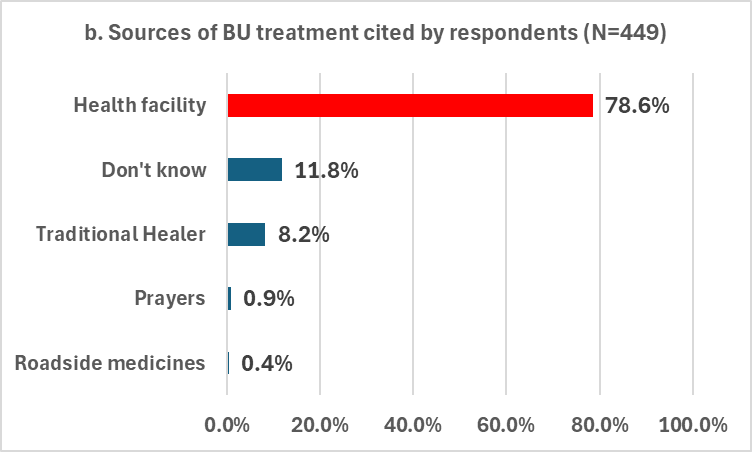 b. Sources of BU treatment cited by respondents (N=449)
Health facility 78.6%
Don't know 11.8%
Traditional Healer 8.2%
Prayers 0.9%
Roadside medicines 0.4%
0.0% 20.0% 40.0% 60.0% 80.0% 100.0%